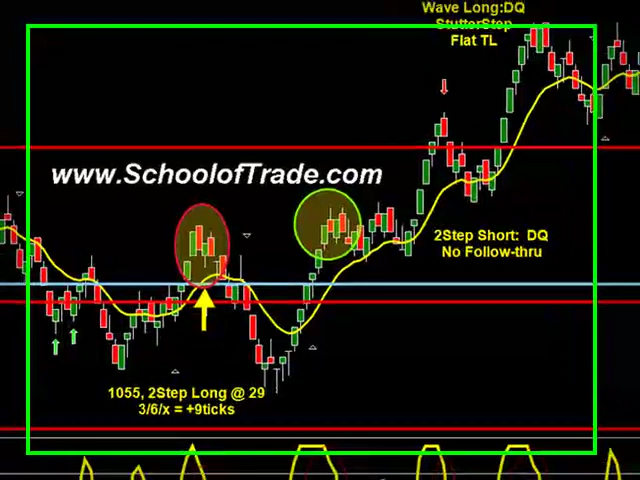 Wave Long:DQ
StutterStep
Flat TL
www.SchoolofTrade.com
2Step Short: DQ
No Follow-thru
1055, 2Step Long @ 29
3/6/x = +9ticks